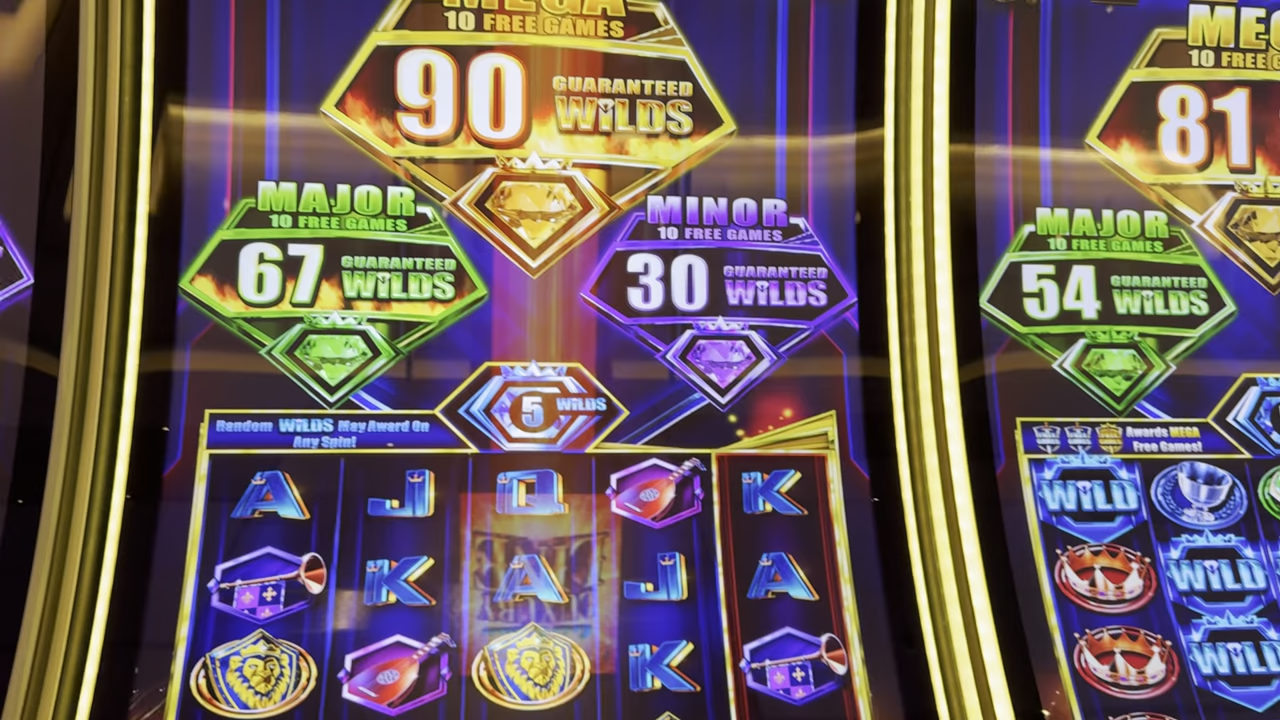 MEGA
10 FREE GAMES
90 GUARANTEED
WILDS
MAJOR
10 FREE GAMES
67 GUARANTEED
WILDS
MINOR
10 FREE GAMES
30 GUARANTEED
WILDS
5 WILDS
Random WILDS May Award On
Any Spin!
A J Q K
K A J A
K
10 FREE
81
MAJOR
10 FREE GAMES
54 GUARANTEED
WILDS
Awards MEGA
Free Games!
WILD
WILD
WILD